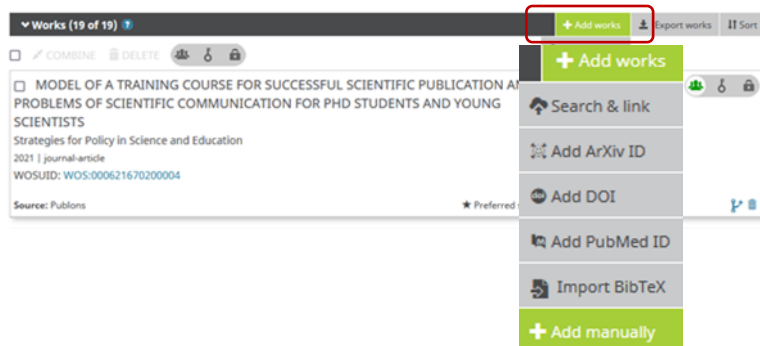 Works (19 of 19) ?
+ Add works
Export works
Sort
COMBINE DELETE
MODEL OF A TRAINING COURSE FOR SUCCESSFUL SCIENTIFIC PUBLICATION
PROBLEMS OF SCIENTIFIC COMMUNICATION FOR PHD STUDENTS AND YOUNG
SCIENTISTS
Strategies for Policy in Science and Education
2021 | journal-article
WOSUID: WOS:000621670200004
Source: Publons
Preferred
+ Add works
Search & link
Add ArXiv ID
doi Add DOI
Add PubMed ID
Import BibTeX
+ Add manually